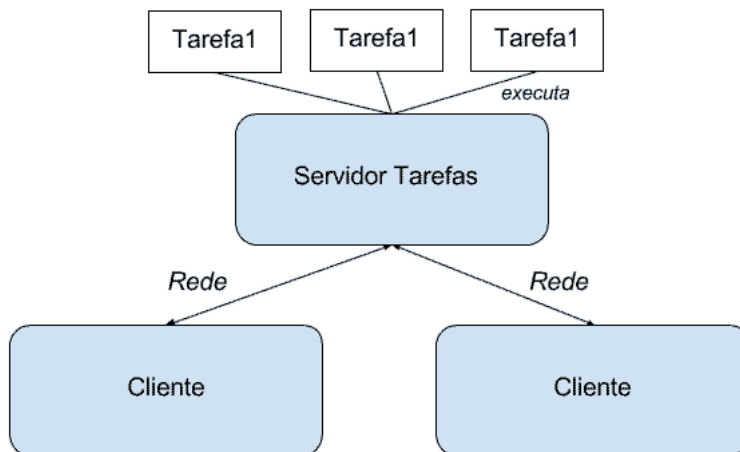 Tarefa1
Tarefa1
Tarefa1
executa
Servidor Tarefas
Rede
Rede
Cliente
Cliente